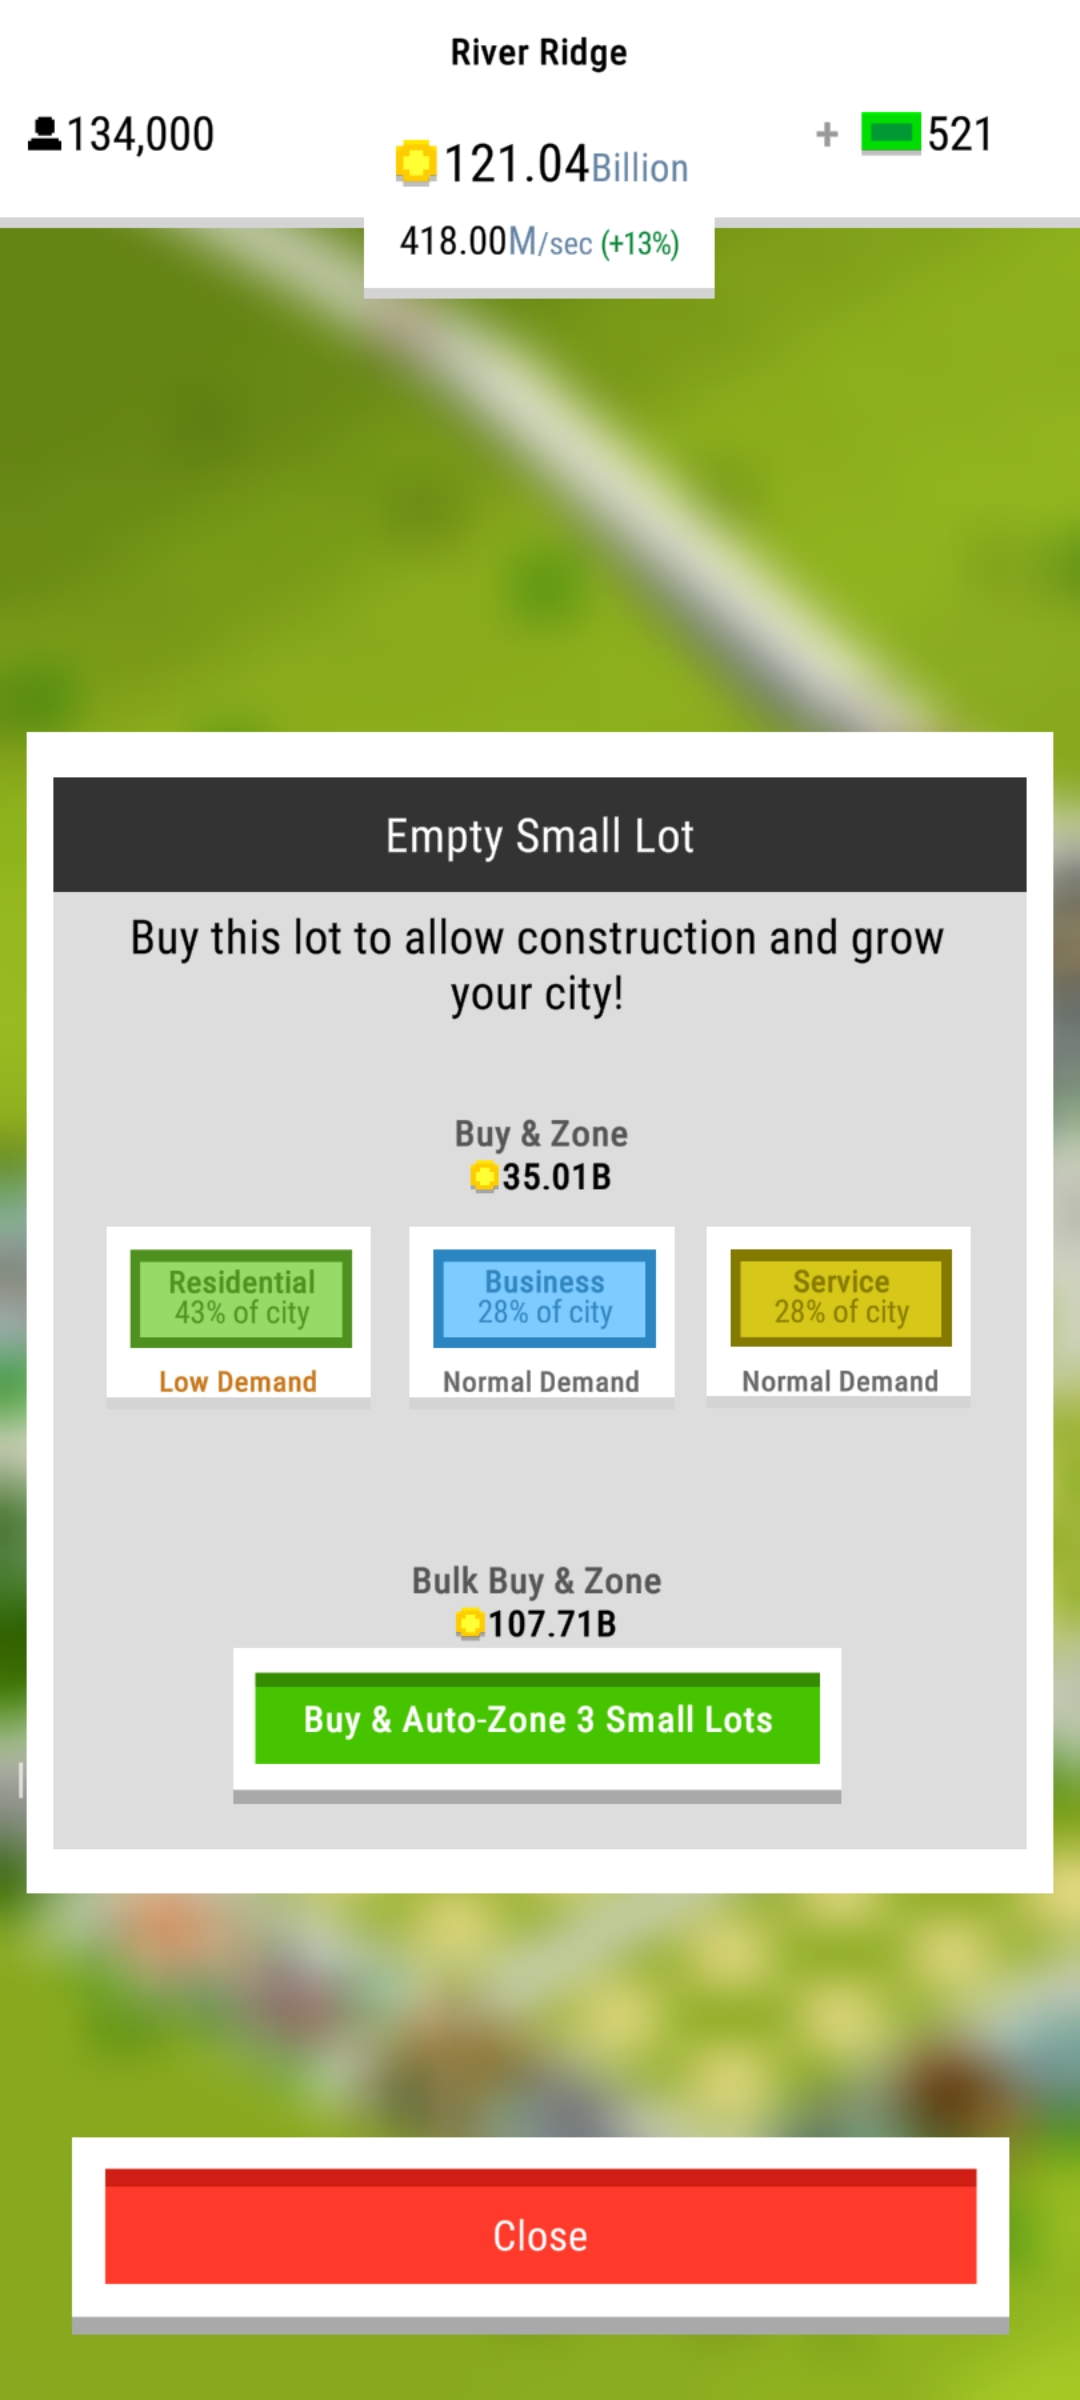 River Ridge
134,000
+ 521
121.04Billion
418.00M/sec (+13%)
Empty Small Lot
Buy this lot to allow construction and grow
your city!
Buy & Zone
35.01B
Residential
43% of city
Low Demand
Business
28% of city
Normal Demand
Service
28% of city
Normal Demand
Bulk Buy & Zone
107.71B
Buy & Auto-Zone 3 Small Lots
Close